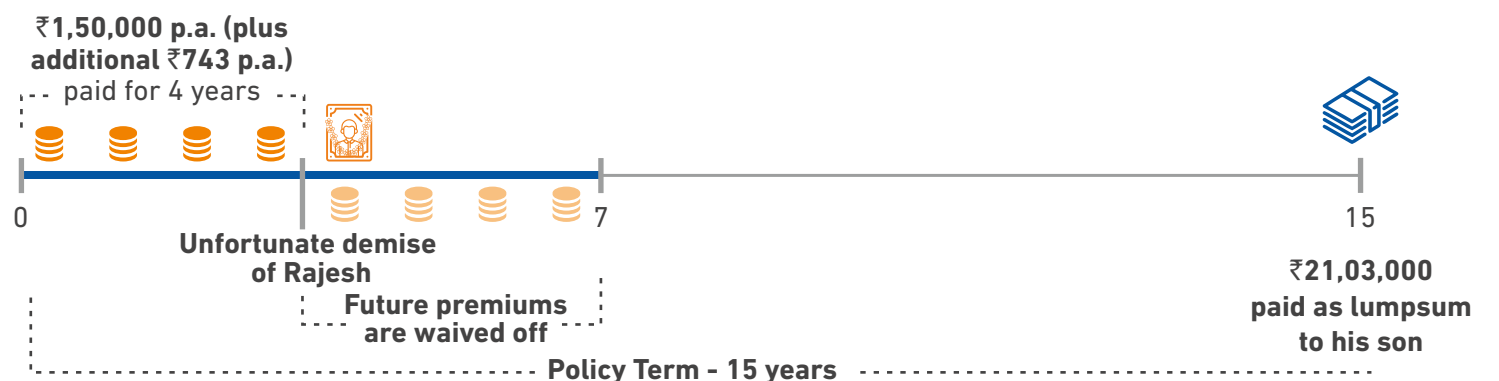 ₹1,50,000 p.a. (plus
additional ₹743 p.a.)
paid for 4 years
0
7
15
Unfortunate demise
of Rajesh
Future premiums
are waived off
₹21,03,000
paid as lumpsum
to his son
Policy Term - 15 years